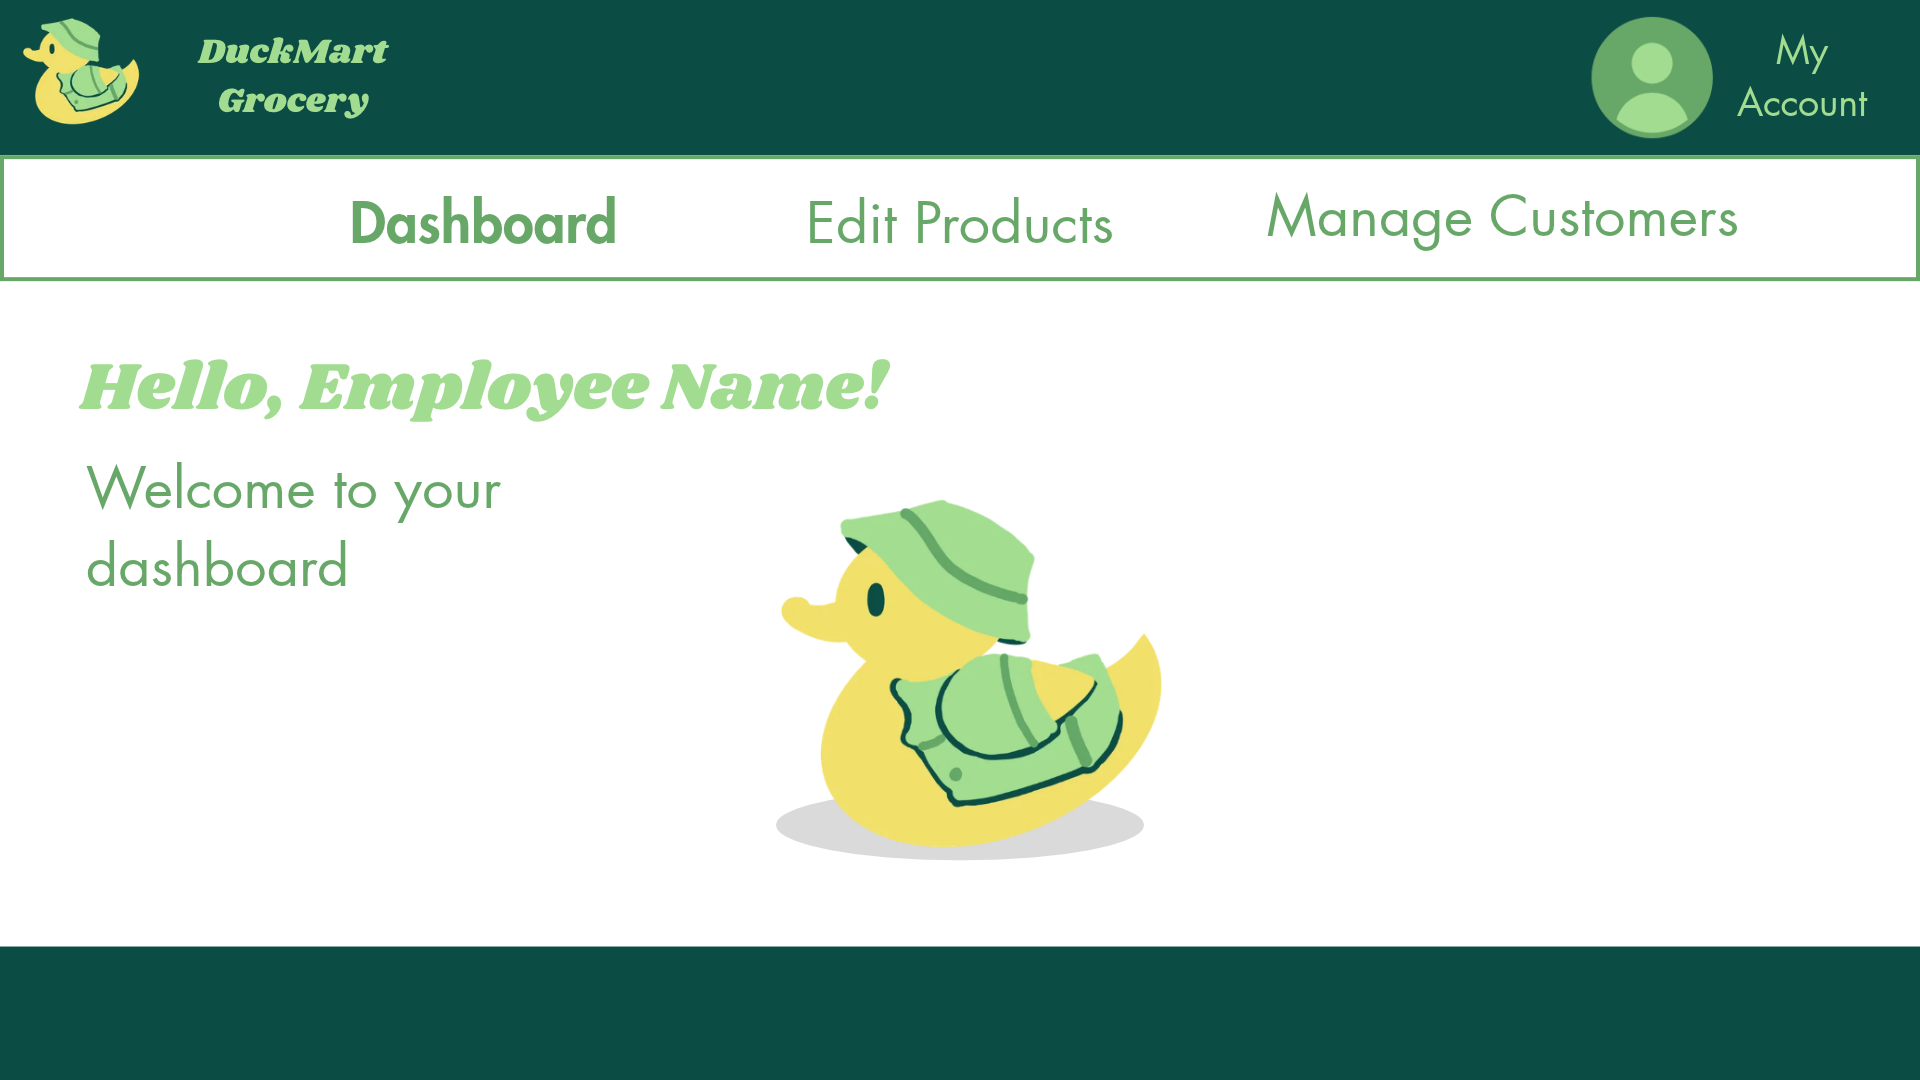 DuckMart
Grocery
My
Account
Dashboard
Edit Products
Manage Customers
Hello, Employee Name!
Welcome to your
dashboard